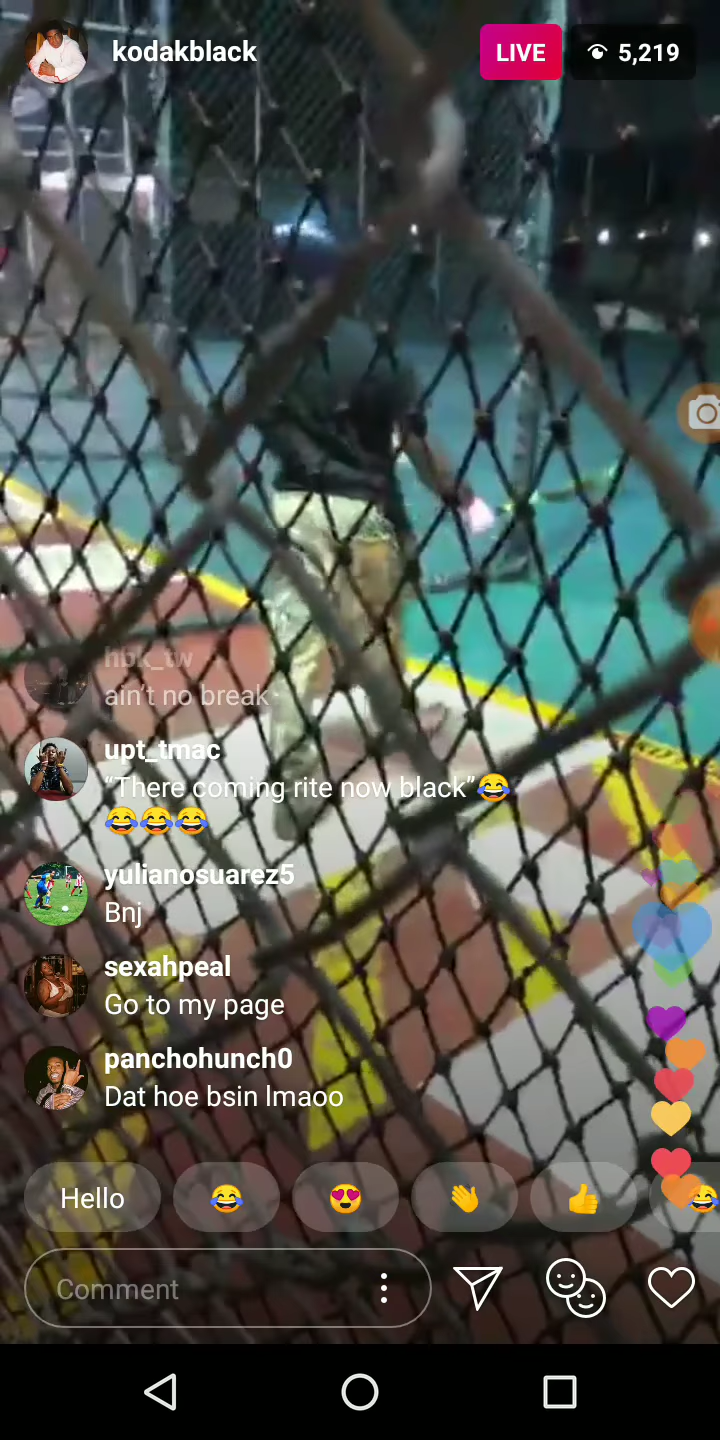 kodakblack
LIVE
5,219
hbk_tw
ain't no break
upt_tmac
“There coming rite now black”😂
😂😂😂
yulianosuarez5
Bnj
sexahpeal
Go to my page
panchohunch0
Dat hoe bsin lmaoo
Hello
Comment